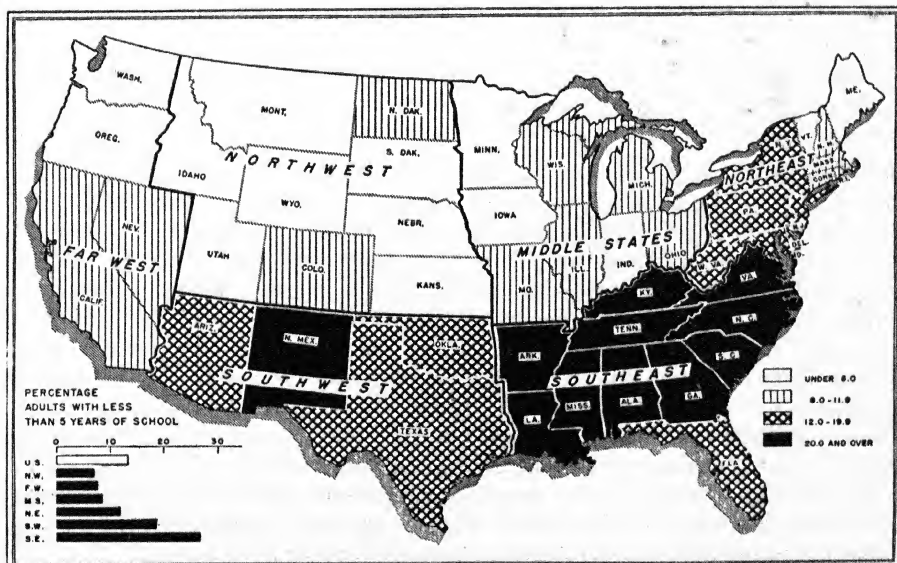 WASH.
MONT.
N. DAK.
MINN.
ME.
OREG.
IDAHO
S. DAK.
WIS.
MICH.
N.Y.
VT.
N.H.
MASS.
CONN.
R.I.
NORTHWEST
NORTHEAST
WYO.
NEBR.
IOWA
PA.
NEV.
UTAH
COLO.
KANS.
MO.
ILL.
IND.
OHIO
W. VA.
DEL.
FAR WEST
MIDDLE STATES
CALIF.
KY.
VA.
ARIZ.
N. MEX.
OKLA.
ARK.
TENN.
N. C.
S. C.
SOUTHWEST
SOUTHEAST
TEXAS
LA.
MISS.
ALA.
GA.
FLA.
PERCENTAGE
ADULTS WITH LESS
THAN 5 YEARS OF SCHOOL
0 10 20 30
U.S.
N.W.
F.W.
M.S.
N.E.
S.W.
S.E.
UNDER 8.0
8.0-11.9
12.0-19.9
20.0 AND OVER